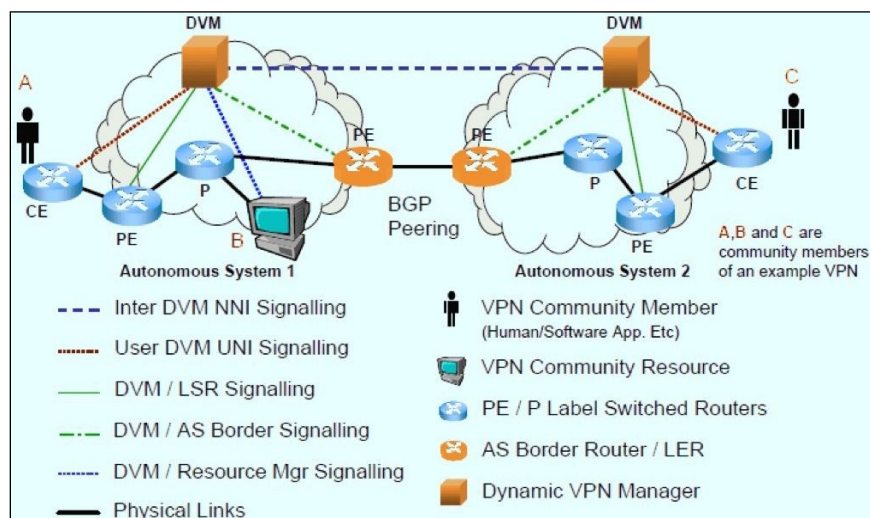 DVM
DVM
A
C
PE
PE
P
P
CE
CE
PE
PE
B
BGP
Peering
A,B and C are
community members
of an example VPN
Autonomous System 1
Autonomous System 2
Inter DVM NNI Signalling
User DVM UNI Signalling
DVM / LSR Signalling
DVM / AS Border Signalling
DVM / Resource Mgr Signalling
Physical Links
VPN Community Member
(Human/Software App. Etc)
VPN Community Resource
PE / P Label Switched Routers
AS Border Router / LER
Dynamic VPN Manager